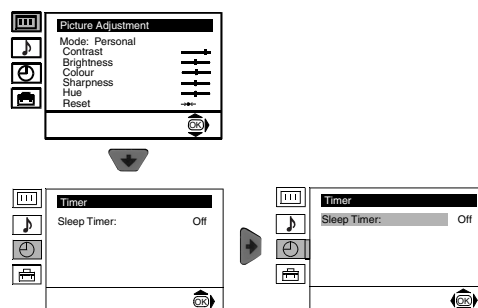 Picture Adjustment
Mode: Personal
Contrast
Brightness
Colour
Sharpness
Hue
Reset
OK
Timer
Sleep Timer: Off
OK
Timer
Sleep Timer: Off
OK